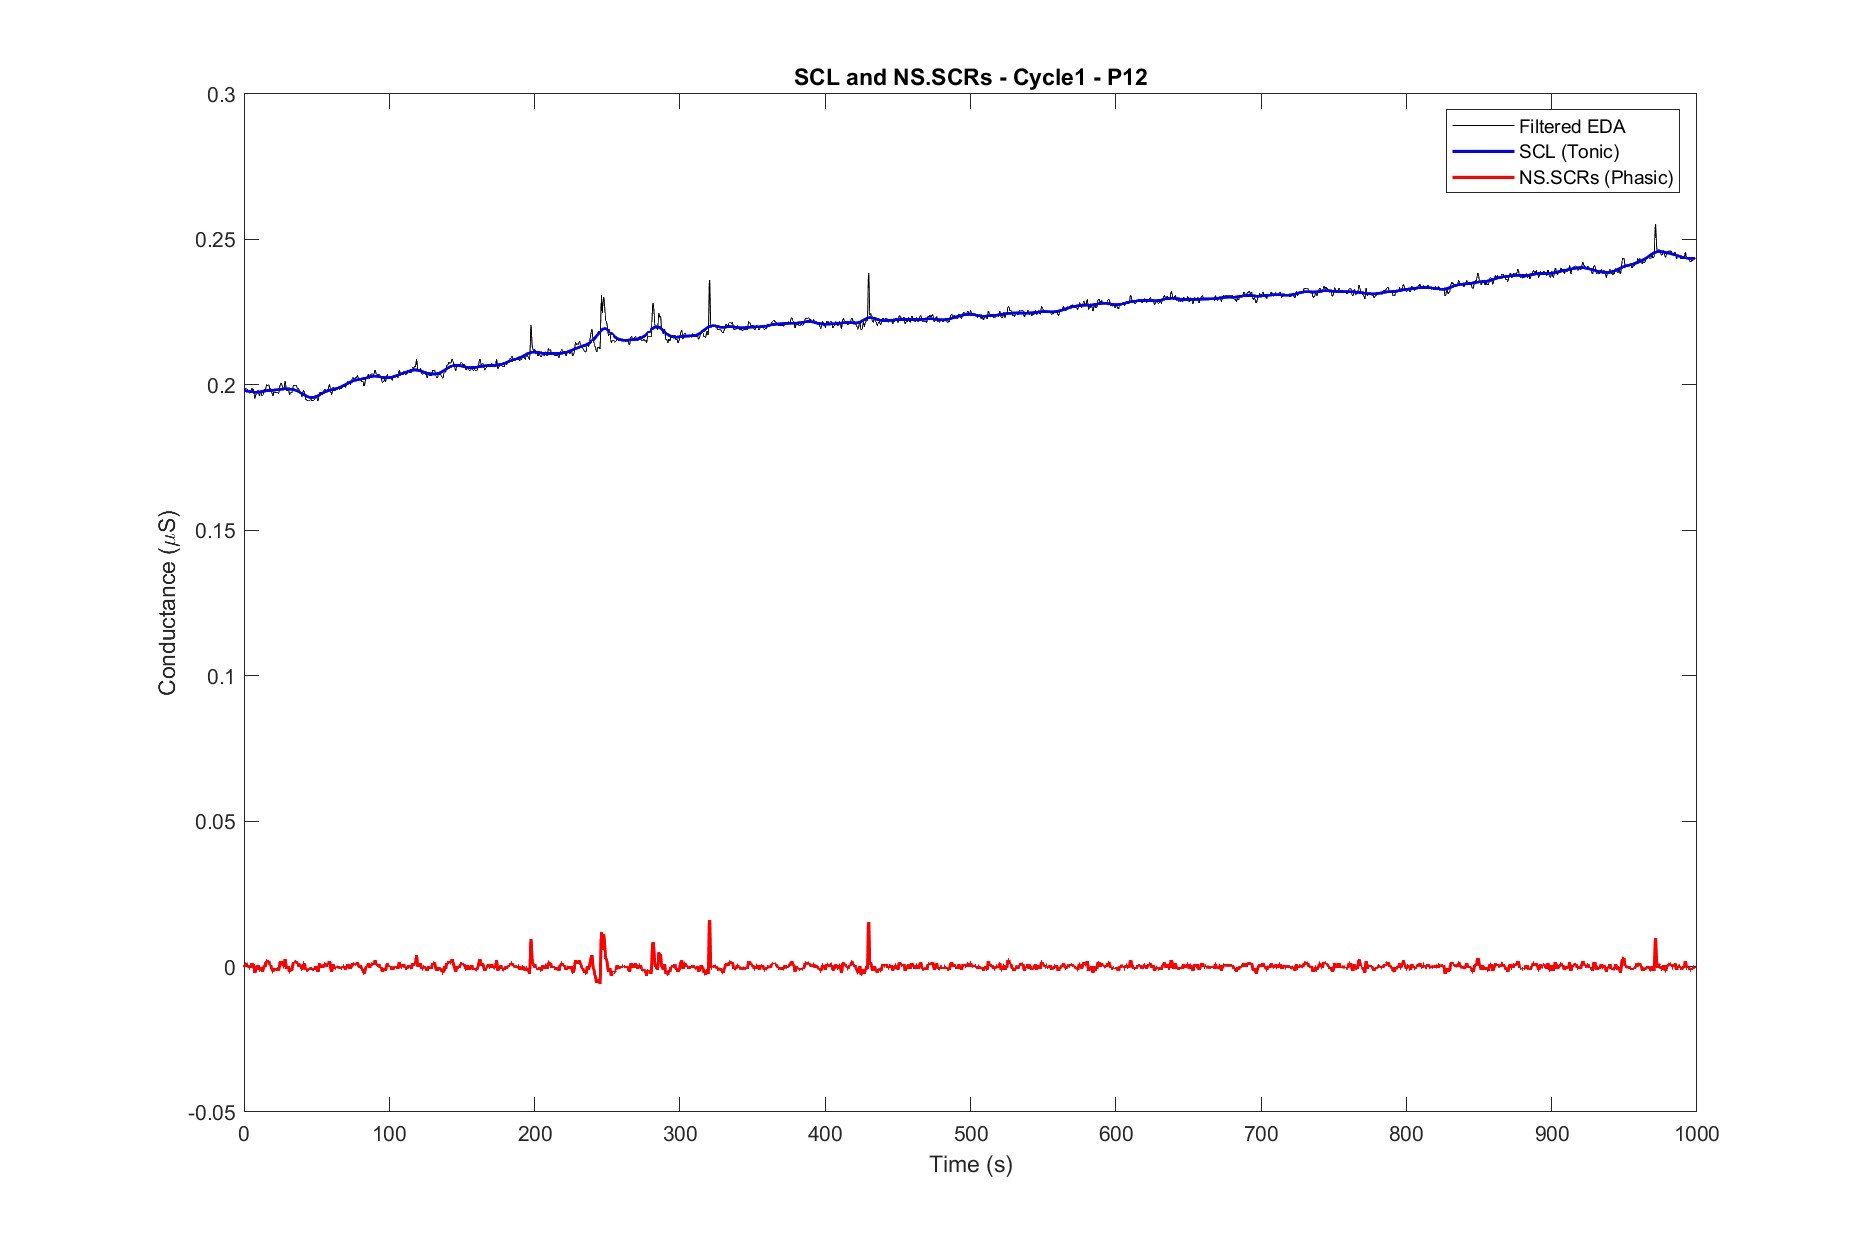 SCL and NS.SCRs - Cycle1 - P12
Filtered EDA
SCL (Tonic)
NS.SCRs (Phasic)
0.3
0.25
0.2
0.15
0.1
0.05
0
-0.05
Conductance (μS)
0 100 200 300 400 500 600 700 800 900 1000
Time (s)